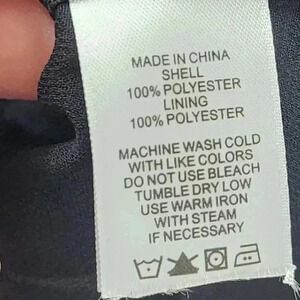 MADE IN CHINA
SHELL
100% POLYESTER
LINING
100% POLYESTER
MACHINE WASH COLD
WITH LIKE COLORS
DO NOT USE BLEACH
TUMBLE DRY LOW
USE WARM IRON
WITH STEAM
IF NECESSARY